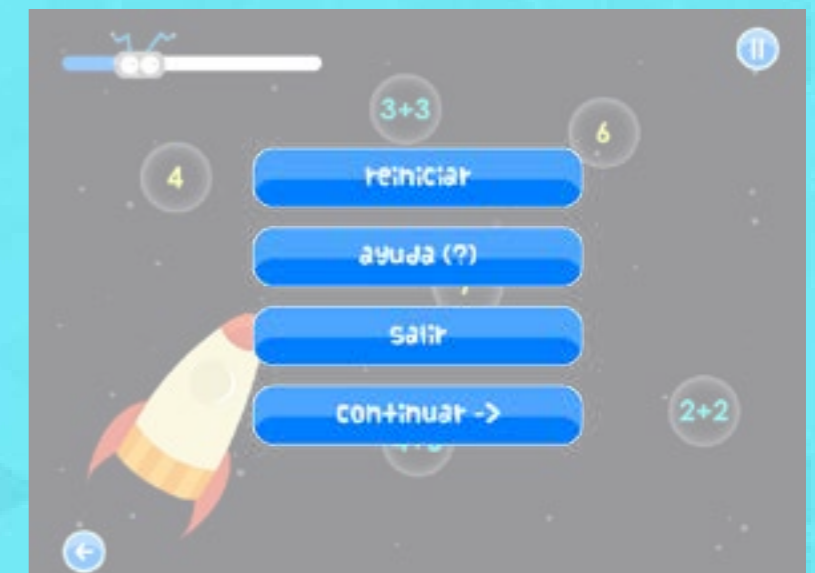 3+3
6
4
reiniciar
ayuda (?)
salir
continuar ->
2+2